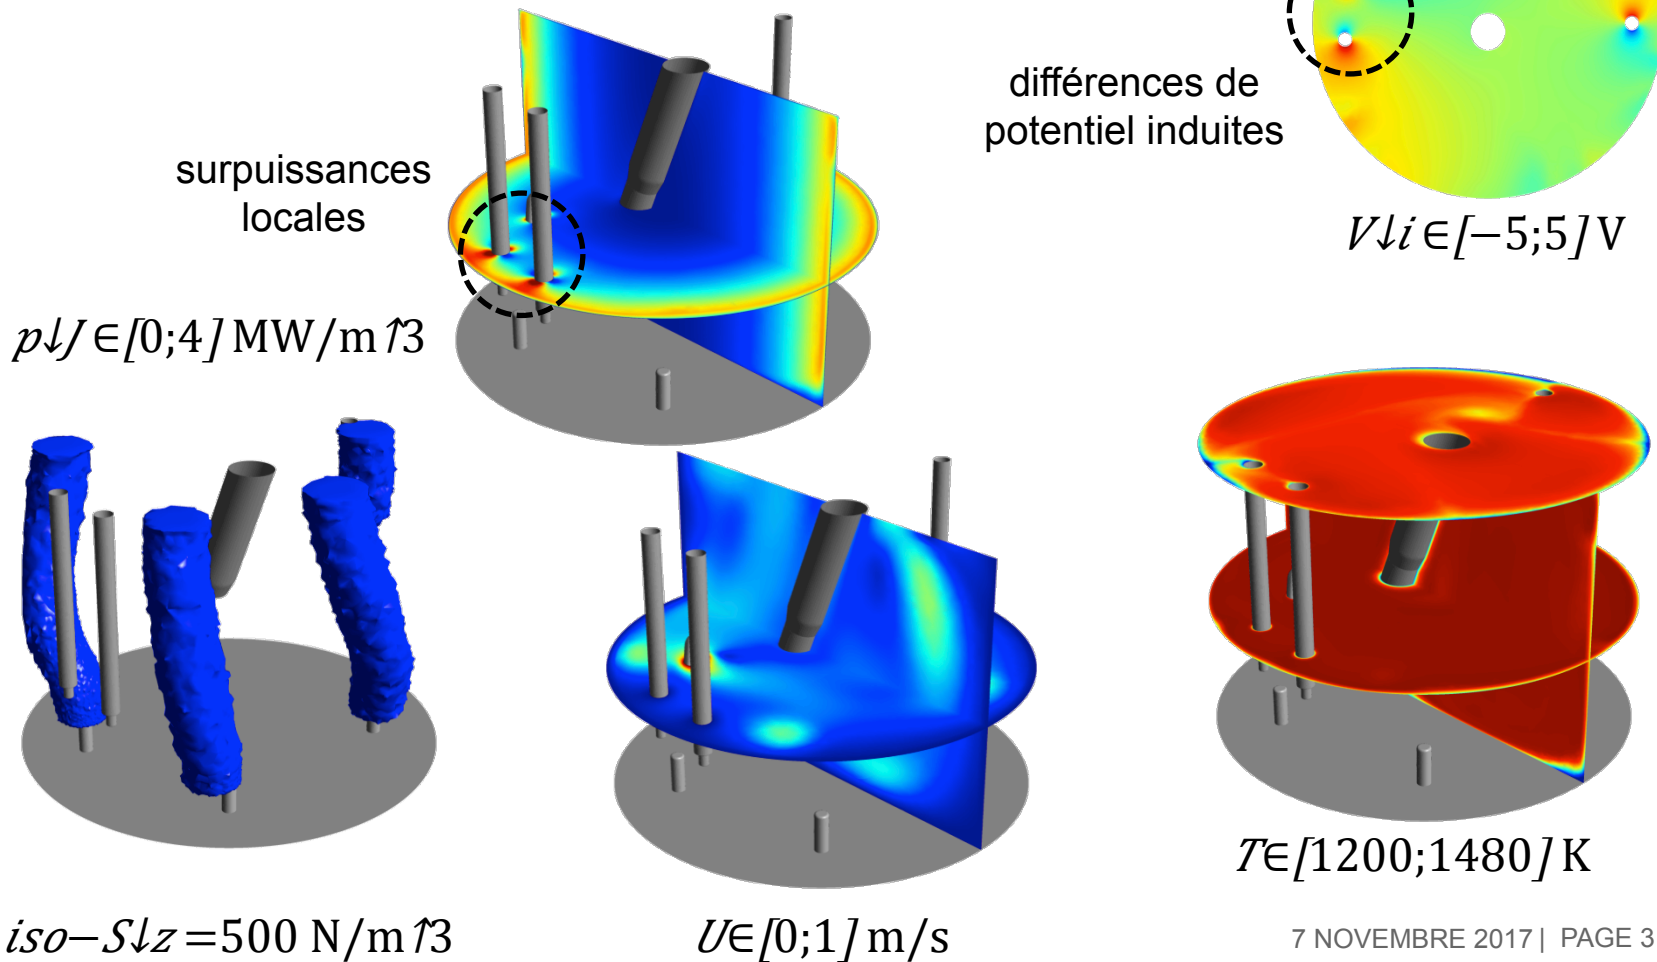 différences de
potentiel induites
V↓i∈[−5;5] V
surpuissances
locales
p↓J∈[0;4] MW/m↑3
T∈[1200;1480] K
iso−S↓z=500 N/m↑3
U∈[0;1] m/s
7 NOVEMBRE 2017 | PAGE 3